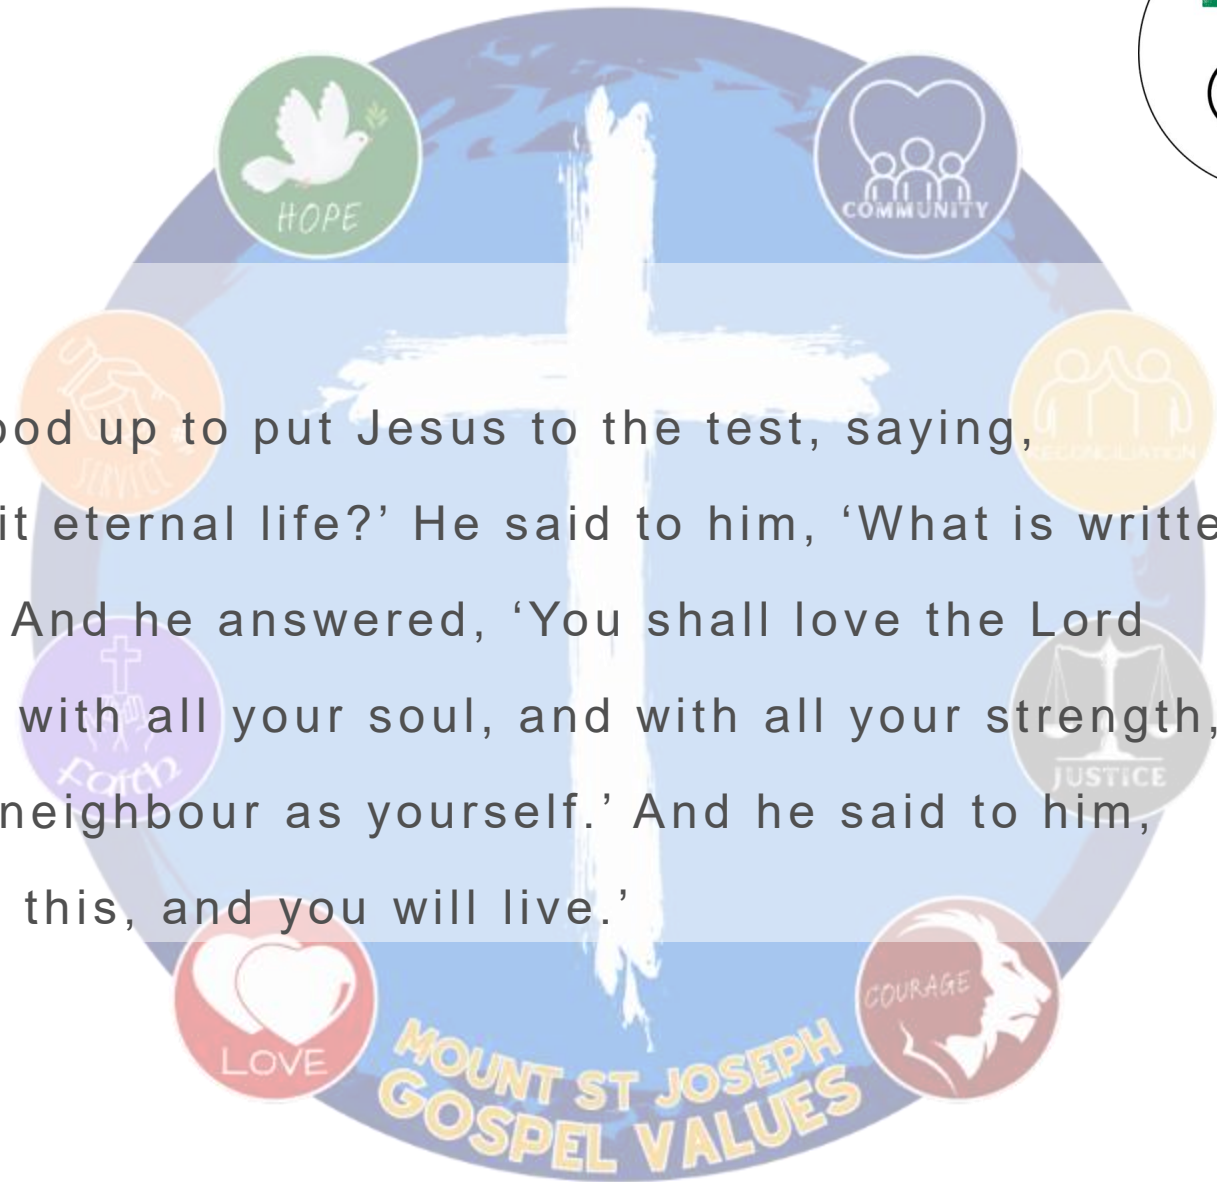 HOPE
COMMUNITY
ood up to put Jesus to the test, saying,
SERVICE
RECONCILIATION
it eternal life?’ He said to him, ‘What is writte
And he answered, ‘You shall love the Lord
with all your soul, and with all your strength,
Faith
JUSTICE
neighbour as yourself.’ And he said to him,
this, and you will live.’
COURAGE
LOVE
MOUNT ST JOSEPH
GOSPEL VALUES